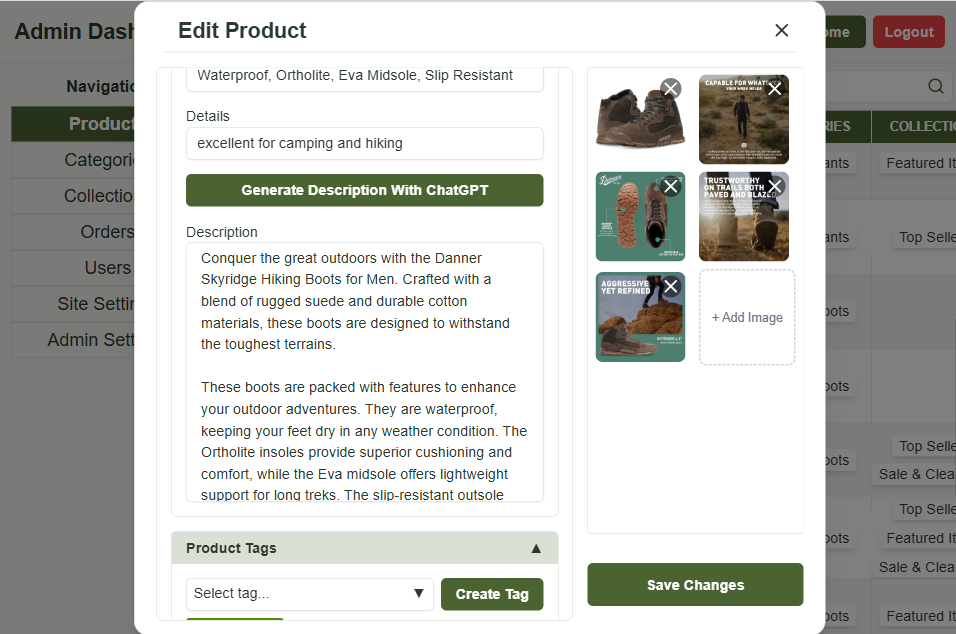 Admin Dash
Edit Product
ome
Logout
Navigatio
Product
Categorie
Collection
Orders
Users
Site Settin
Admin Sett
Waterproof, Ortholite, Eva Midsole, Slip Resistant
Details
excellent for camping and hiking
Generate Description With ChatGPT
Description
Conquer the great outdoors with the Danner
Skyridge Hiking Boots for Men. Crafted with a
blend of rugged suede and durable cotton
materials, these boots are designed to withstand
the toughest terrains.
These boots are packed with features to enhance
your outdoor adventures. They are waterproof,
keeping your feet dry in any weather condition. The
Ortholite insoles provide superior cushioning and
comfort, while the Eva midsole offers lightweight
support for long treks. The slip-resistant outsole
Product Tags
Select tag...
Create Tag
CAPABLE FOR WHAT
YOUR WEEK HOLDS
Danner
TRUSTWORTHY
ON TRAILS BOTH
PAVED AND BLAZED
AGGRESSIVE
YET REFINED
+ Add Image
Save Changes
RIES
COLLECTIO
ants
Featured It
ants
Top Selle
oots
oots
oots
Top Selle
Sale & Clea
oots
Top Selle
Featured It
Sale & Clea
oots
Featured It